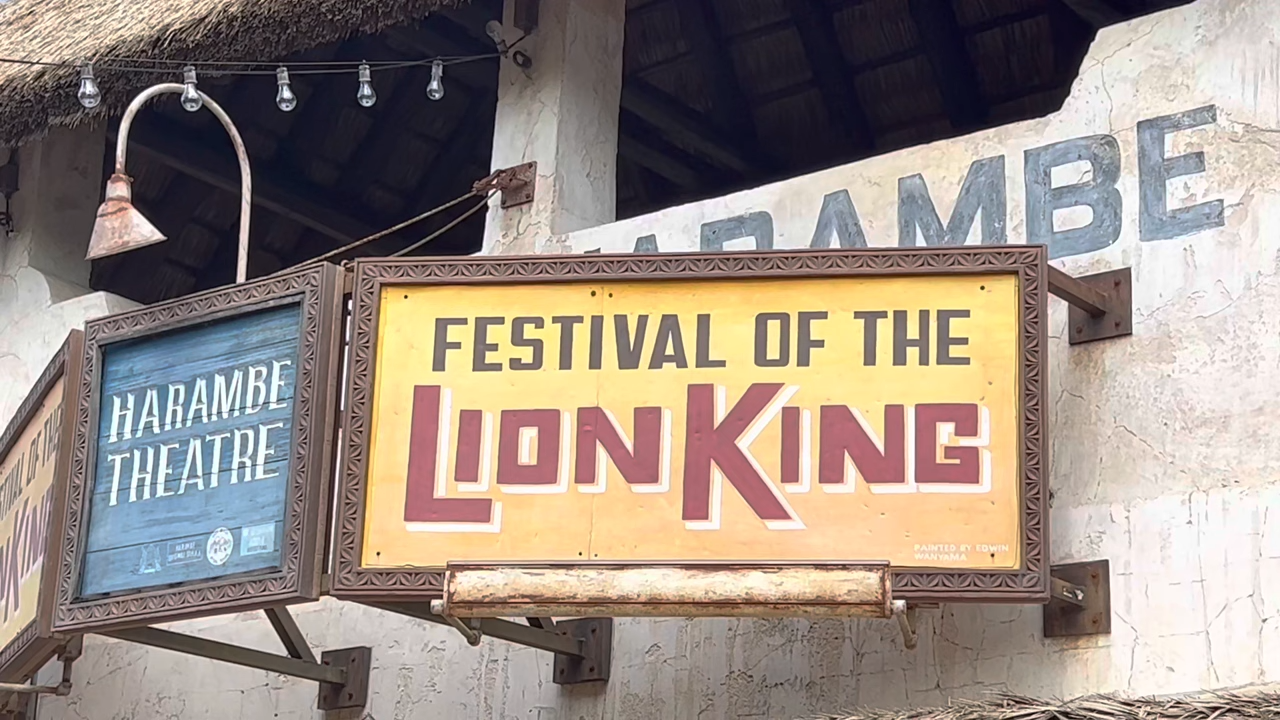 HARAMBE
FESTIVAL OF THE
LION KING
PAINTED BY EDWIN
WANYAMA
HARAMBE
THEATRE